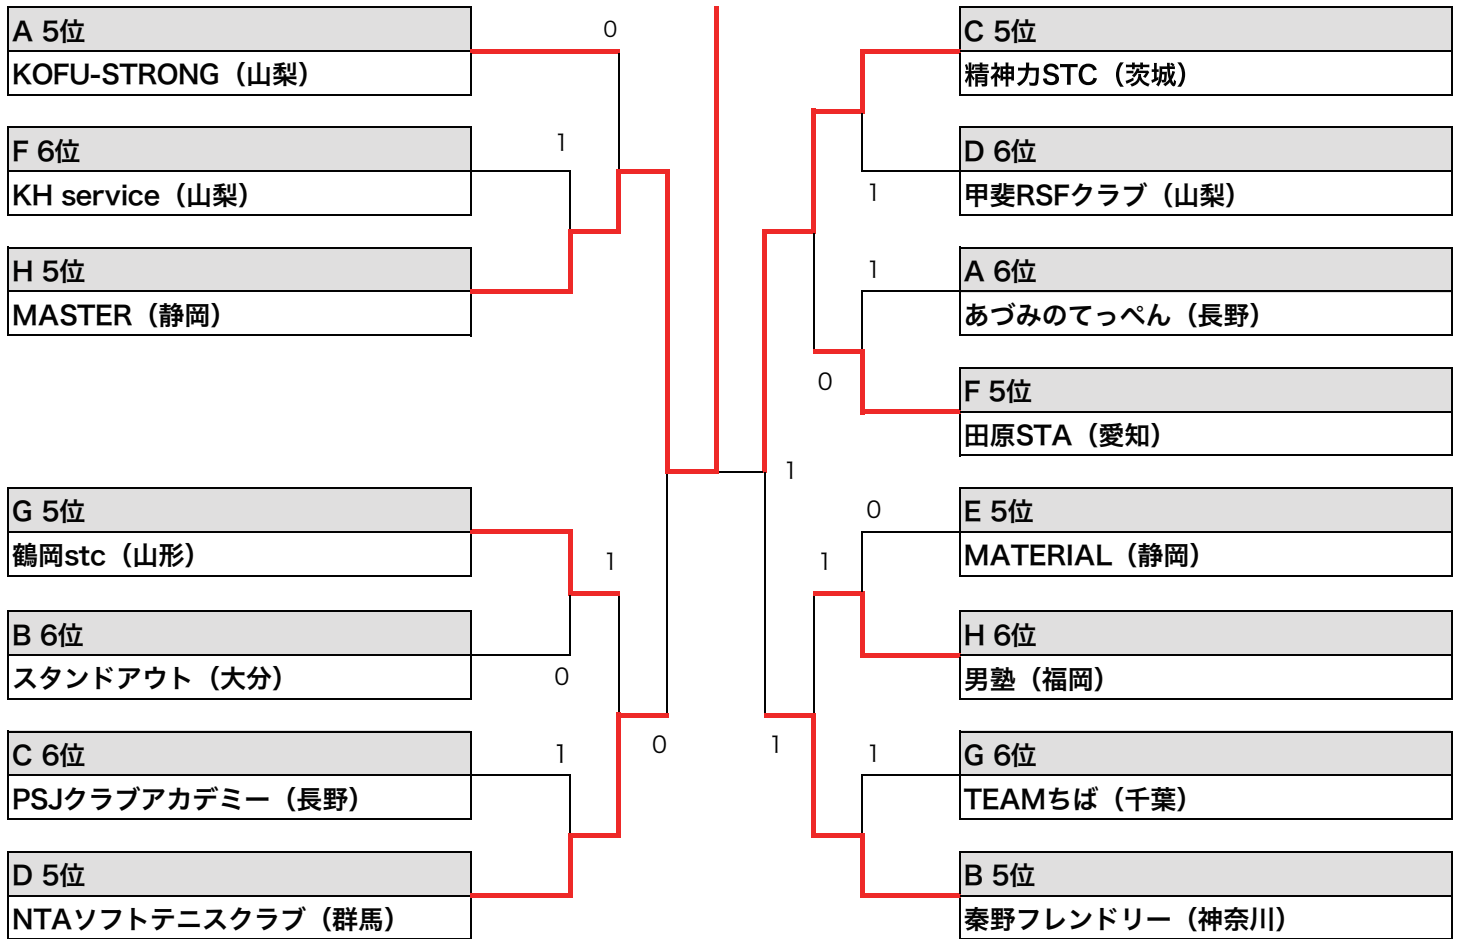 A 5位
KOFU-STRONG（山梨）
0
F 6位
KH service（山梨）
1
H 5位
MASTER（静岡）
G 5位
鶴岡stc（山形）
1
B 6位
スタンドアウト（大分）
0
C 6位
PSJクラブアカデミー（長野）
1
0
D 5位
NTAソフトテニスクラブ（群馬）
C 5位
精神力STC（茨城）
D 6位
甲斐RSFクラブ（山梨）
1
A 6位
あづみのてっぺん（長野）
1
F 5位
田原STA（愛知）
0
1
E 5位
MATERIAL（静岡）
0
1
H 6位
男塾（福岡）
G 6位
TEAMちば（千葉）
1
1
B 5位
秦野フレンドリー（神奈川）